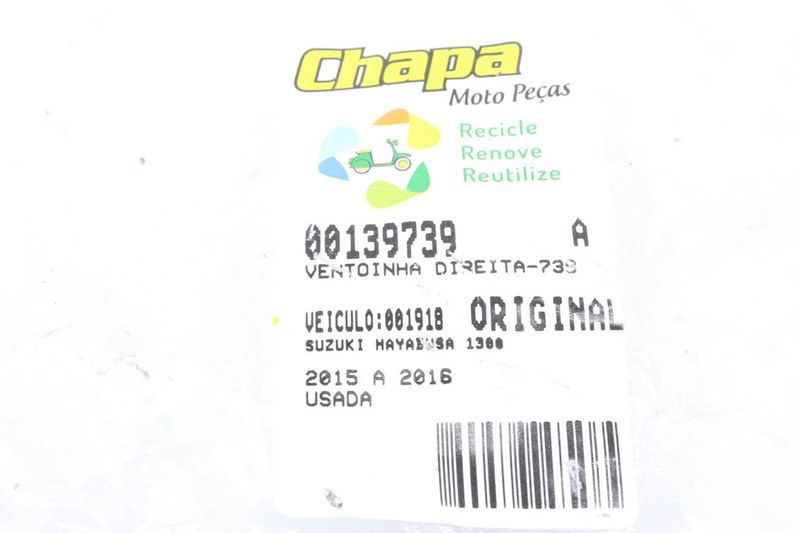 Chapa
Moto Peças
Recicle
Renove
Reutilize
00139739 A
VENTOINHA DIREITA-739
VEICULO:001918 ORIGINAL
SUZUKI HAYABUSA 1300
2015 A 2016
USADA